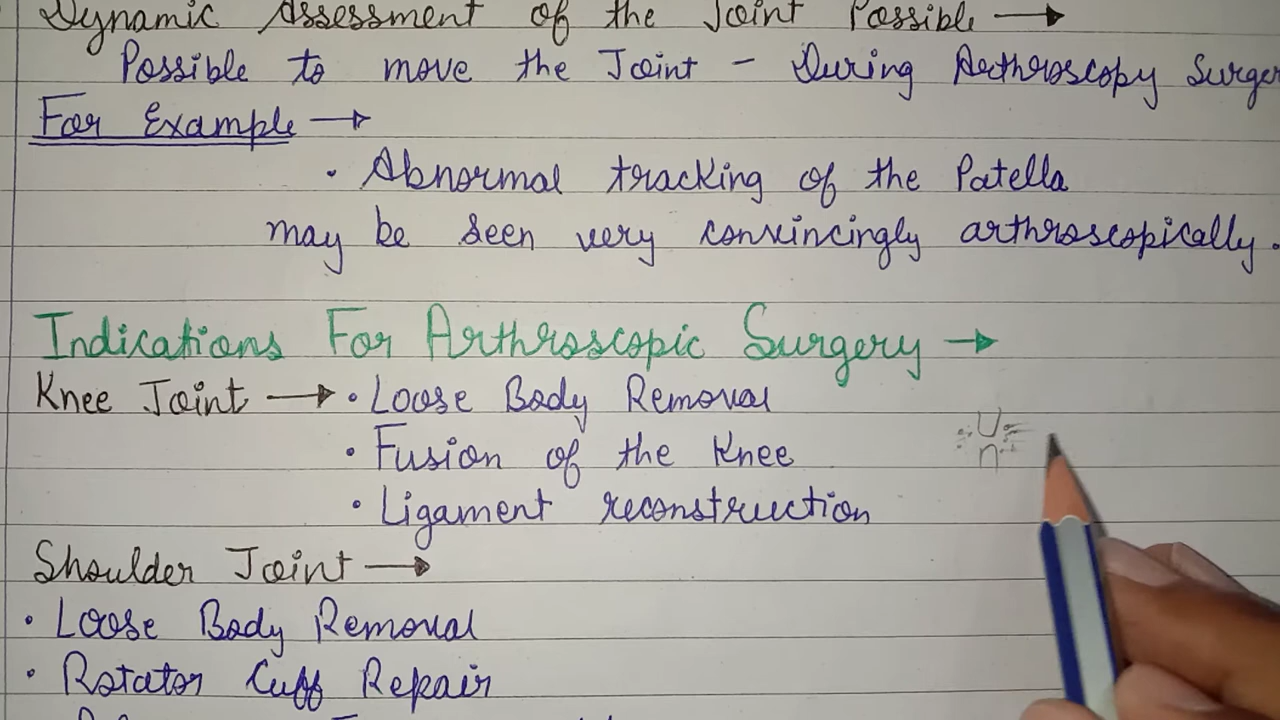 Dynamic Assessment of the Joint Possible →
Possible to move the Joint - During Arthroscopy Surger
For Example →
• Abnormal tracking of the Patella
may be seen very convincingly arthroscopically.
Indications For Arthroscopic Surgery →
Knee Joint → • Loose Body Removal
• Fusion of the Knee
• Ligament reconstruction
Shoulder Joint →
• Loose Body Removal
• Rotator Cuff Repair